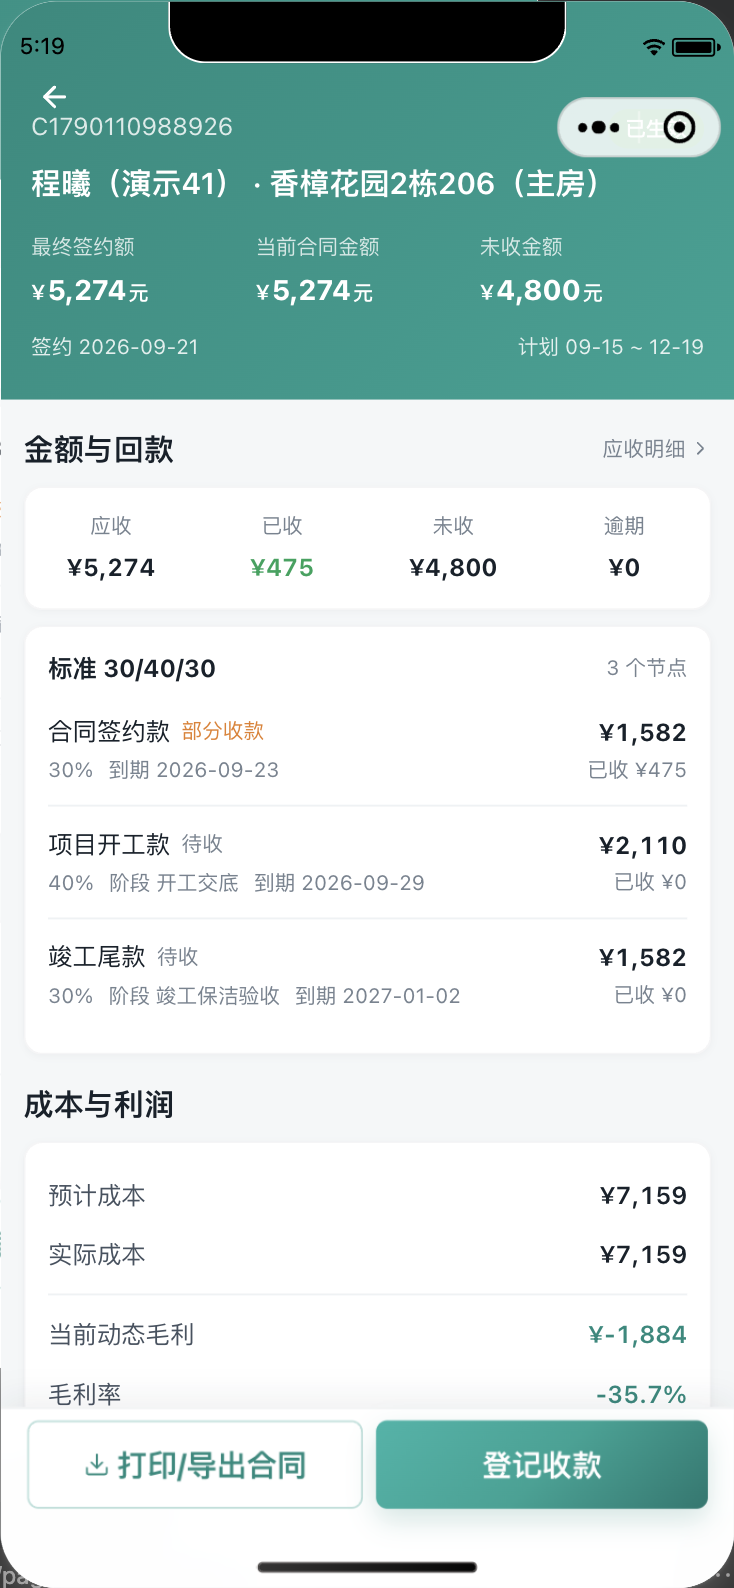 5:19
C1790110988926
已生
程曦（演示41） · 香樟花园2栋206（主房）
最终签约额 当前合同金额 未收金额
¥5,274元 ¥5,274元 ¥4,800元
签约 2026-09-21 计划 09-15 ~ 12-19
金额与回款 应收明细
应收 已收 未收 逾期
¥5,274 ¥475 ¥4,800 ¥0
标准 30/40/30 3 个节点
合同签约款 部分收款 ¥1,582
30% 到期 2026-09-23 已收 ¥475
项目开工款 待收 ¥2,110
40% 阶段 开工交底 到期 2026-09-29 已收 ¥0
竣工尾款 待收 ¥1,582
30% 阶段 竣工保洁验收 到期 2027-01-02 已收 ¥0
成本与利润
预计成本 ¥7,159
实际成本 ¥7,159
当前动态毛利 ¥-1,884
毛利率 -35.7%
打印/导出合同 登记收款